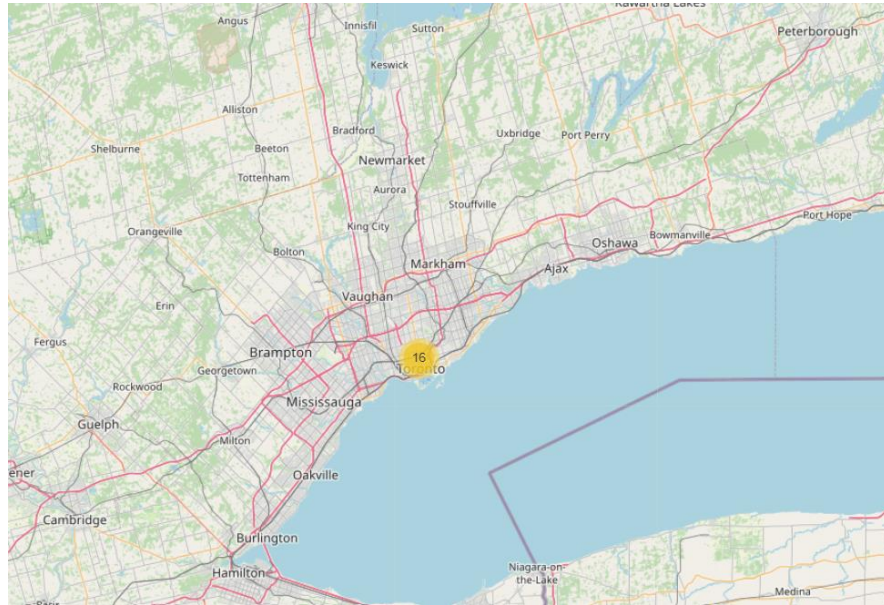 Kawartha Lakes
Angus
Innisfil
Sutton
Peterborough
Keswick
Alliston
Bradford
Uxbridge
Port Perry
Shelburne
Beeton
Newmarket
Tottenham
Aurora
Stouffville
Port Hope
Orangeville
King City
Bowmanville
Oshawa
Bolton
Markham
Ajax
Vaughan
Erin
Fergus
Brampton
16
Toronto
Georgetown
Rockwood
Mississauga
Guelph
Milton
ener
Oakville
Cambridge
Burlington
Hamilton
Niagara-on
the-Lake
Medina